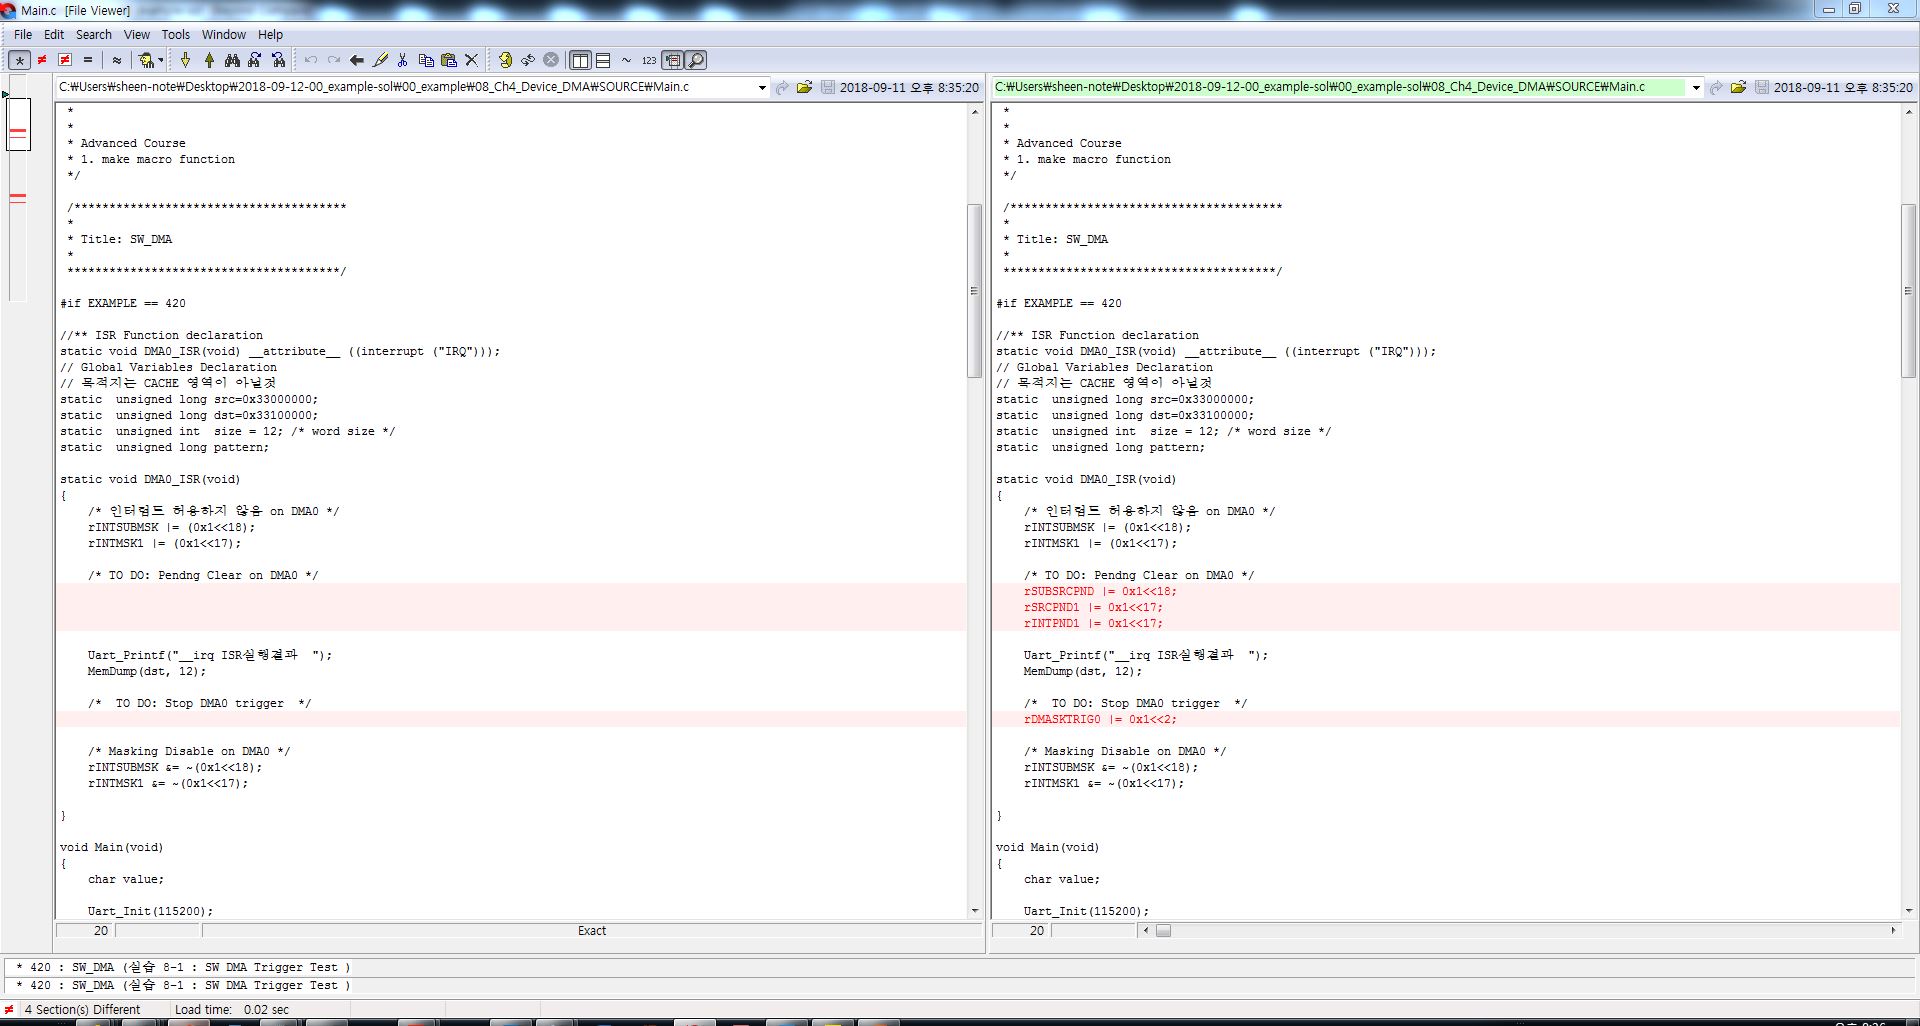 Main.c [File Viewer]
File Edit Search View Tools Window Help
123
C:₩Users₩sheen-note₩Desktop₩2018-09-12-00_example-sol₩00_example₩08_Ch4_Device_DMA₩SOURCE₩Main.c
2018-09-11 오후 8:35:20
*
*
* Advanced Course
* 1. make macro function
*/
/***************************************
*
* Title: SW_DMA
*
***************************************/
#if EXAMPLE == 420
//** ISR Function declaration
static void DMA0_ISR(void) __attribute__ ((interrupt ("IRQ")));
// Global Variables Declaration
// 목적지는 CACHE 영역이 아닐것
static  unsigned long src=0x33000000;
static  unsigned long dst=0x33100000;
static  unsigned int  size = 12; /* word size */
static  unsigned long pattern;
static void DMA0_ISR(void)
{
/* 인터럽트 허용하지 않음 on DMA0 */
rINTSUBMSK |= (0x1<<18);
rINTMSK1 |= (0x1<<17);
/* TO DO: Pendng Clear on DMA0 */
Uart_Printf("__irq ISR실행결과  ");
MemDump(dst, 12);
/*  TO DO: Stop DMA0 trigger  */
/* Masking Disable on DMA0 */
rINTSUBMSK &= ~(0x1<<18);
rINTMSK1 &= ~(0x1<<17);
}
void Main(void)
{
char value;
Uart_Init(115200);
20
Exact
C:₩Users₩sheen-note₩Desktop₩2018-09-12-00_example-sol₩00_example-sol₩08_Ch4_Device_DMA₩SOURCE₩Main.c
2018-09-11 오후 8:35:20
*
*
* Advanced Course
* 1. make macro function
*/
/***************************************
*
* Title: SW_DMA
*
***************************************/
#if EXAMPLE == 420
//** ISR Function declaration
static void DMA0_ISR(void) __attribute__ ((interrupt ("IRQ")));
// Global Variables Declaration
// 목적지는 CACHE 영역이 아닐것
static  unsigned long src=0x33000000;
static  unsigned long dst=0x33100000;
static  unsigned int  size = 12; /* word size */
static  unsigned long pattern;
static void DMA0_ISR(void)
{
/* 인터럽트 허용하지 않음 on DMA0 */
rINTSUBMSK |= (0x1<<18);
rINTMSK1 |= (0x1<<17);
/* TO DO: Pendng Clear on DMA0 */
rSUBSRCPND |= 0x1<<18;
rSRCPND1 |= 0x1<<17;
rINTPND1 |= 0x1<<17;
Uart_Printf("__irq ISR실행결과  ");
MemDump(dst, 12);
/*  TO DO: Stop DMA0 trigger  */
rDMASKTRIG0 |= 0x1<<2;
/* Masking Disable on DMA0 */
rINTSUBMSK &= ~(0x1<<18);
rINTMSK1 &= ~(0x1<<17);
}
void Main(void)
{
char value;
Uart_Init(115200);
20
* 420 : SW_DMA (실습 8-1 : SW DMA Trigger Test )
* 420 : SW_DMA (실습 8-1 : SW DMA Trigger Test )
4 Section(s) Different
Load time: 0.02 sec